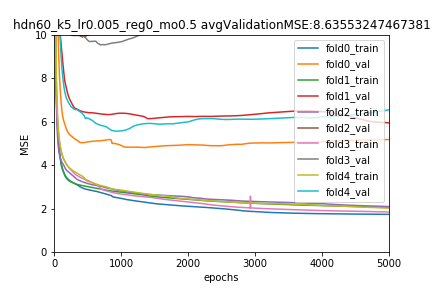 hdn60_k5_lr0.005_reg0_mo0.5 avgValidationMSE:8.63553247467381
10
8
6
4
2
0
MSE
0
1000
2000
3000
4000
5000
epochs
fold0_train
fold0_val
fold1_train
fold1_val
fold2_train
fold2_val
fold3_train
fold3_val
fold4_train
fold4_val